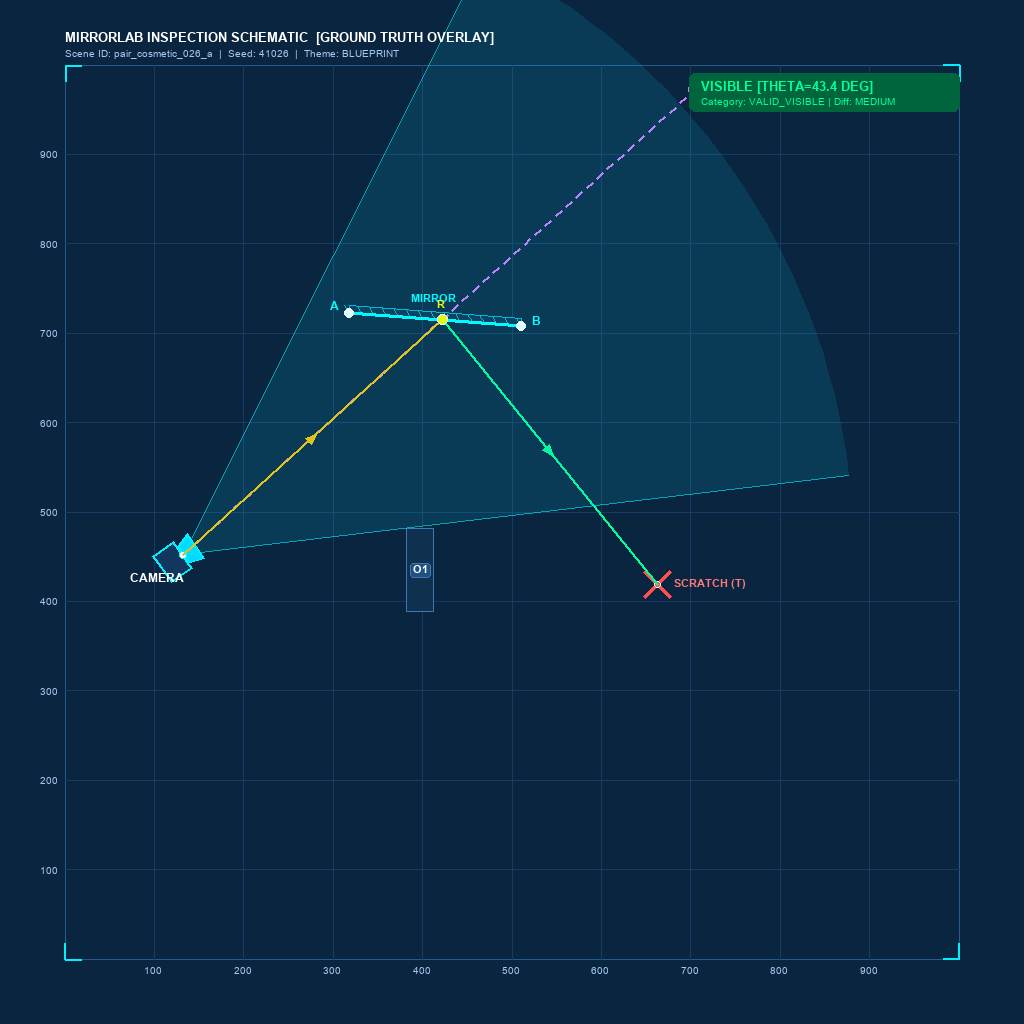 MIRRORLAB INSPECTION SCHEMATIC [GROUND TRUTH OVERLAY]
Scene ID: pair_cosmetic_026_a | Seed: 41026 | Theme: BLUEPRINT
VISIBLE [THETA=43.4 DEG]
Category: VALID_VISIBLE | Diff: MEDIUM
900
800
MIRROR
A
R
B
700
600
500
CAMERA
O1
SCRATCH (T)
400
300
200
100
100 200 300 400 500 600 700 800 900